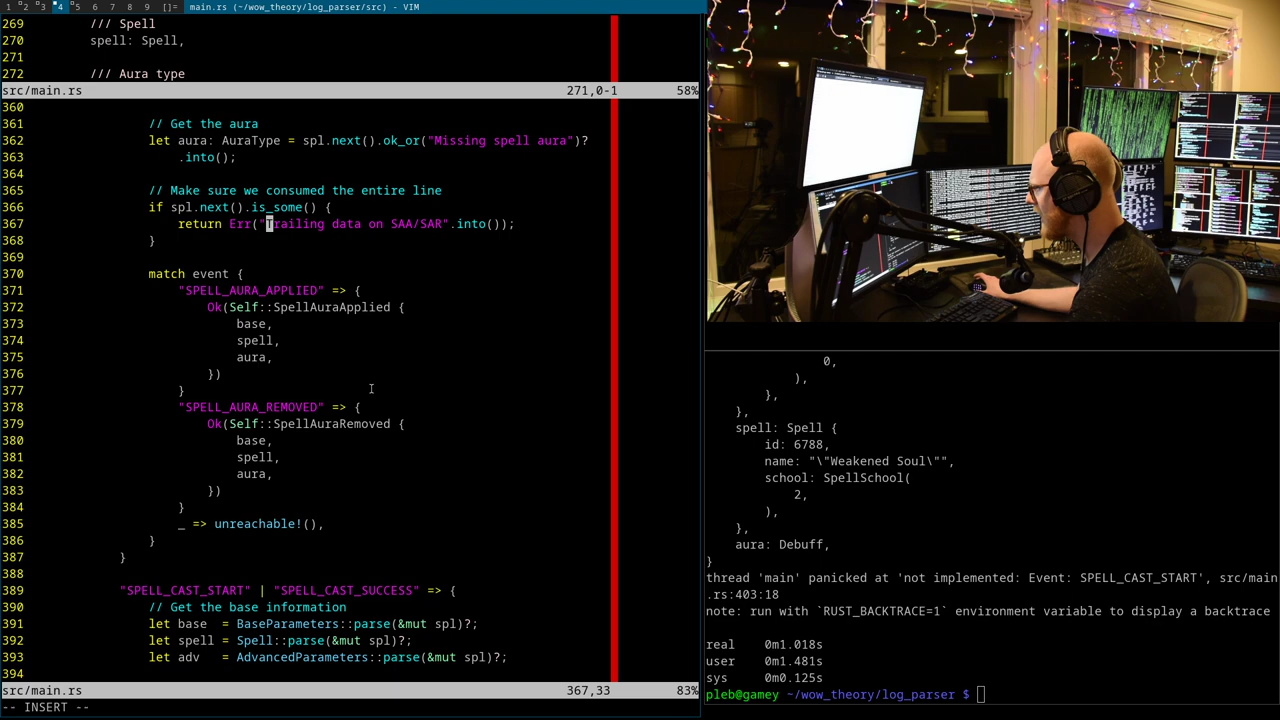 1 2 3 4 5 6 7 8 9 []= main.rs (~/wow_theory/log_parser/src) - VIM
269         /// Spell
270         spell: Spell,
271
272         /// Aura type
src/main.rs 271,0-1 58%
360
361                 // Get the aura
362                 let aura: AuraType = spl.next().ok_or("Missing spell aura")?
363                     .into();
364
365                 // Make sure we consumed the entire line
366                 if spl.next().is_some() {
367                     return Err("Trailing data on SAA/SAR".into());
368                 }
369
370                 match event {
371                     "SPELL_AURA_APPLIED" => {
372                         Ok(Self::SpellAuraApplied {
373                             base,
374                             spell,
375                             aura,
376                         })
377                     }
378                     "SPELL_AURA_REMOVED" => {
379                         Ok(Self::SpellAuraRemoved {
380                             base,
381                             spell,
382                             aura,
383                         })
384                     }
385                     _ => unreachable!(),
386                 }
387             }
388
389             "SPELL_CAST_START" | "SPELL_CAST_SUCCESS" => {
390                 // Get the base information
391                 let base  = BaseParameters::parse(&mut spl)?;
392                 let spell = Spell::parse(&mut spl)?;
393                 let adv   = AdvancedParameters::parse(&mut spl)?;
394
src/main.rs 367,33 83%
-- INSERT --
0,
),
},
},
spell: Spell {
id: 6788,
name: "\"Weakened Soul\"",
school: SpellSchool(
2,
),
},
aura: Debuff,
}
thread 'main' panicked at 'not implemented: Event: SPELL_CAST_START', src/main
.rs:403:18
note: run with `RUST_BACKTRACE=1` environment variable to display a backtrace
real 0m1.018s
user 0m1.481s
sys 0m0.125s
pleb@gamey ~/wow_theory/log_parser $